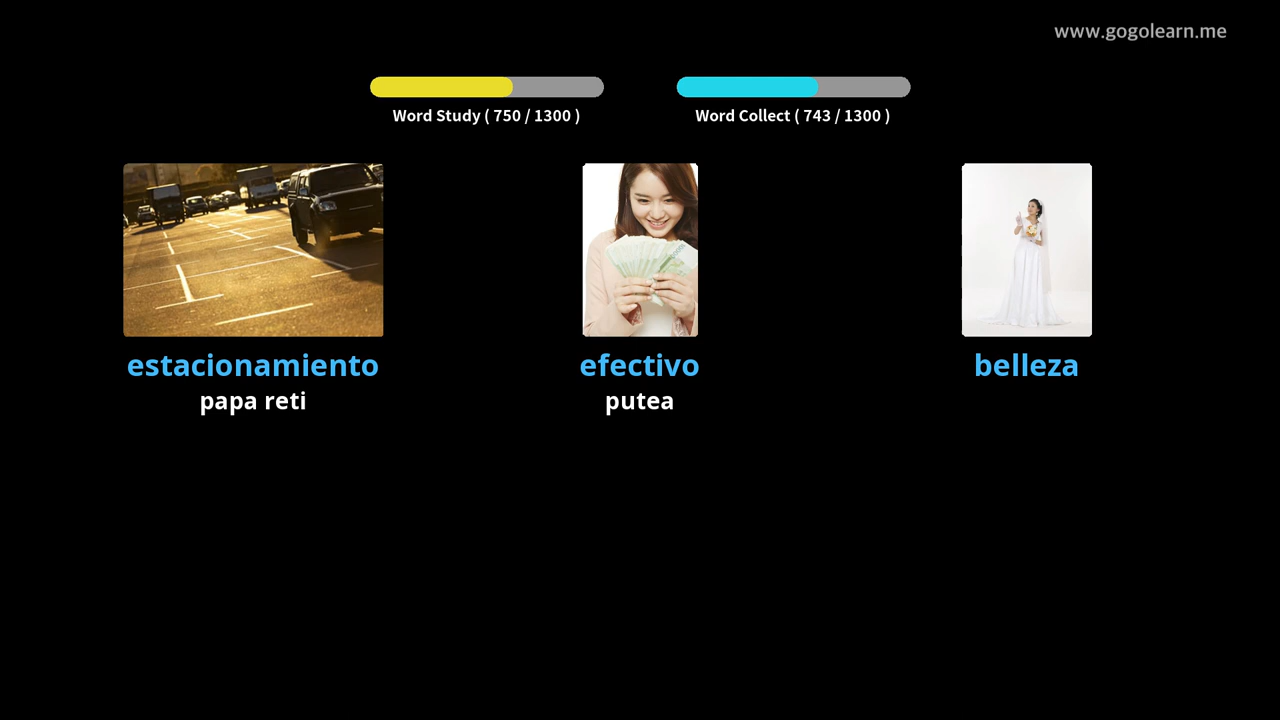 www.gogolearn.me
Word Study ( 750 / 1300 )
Word Collect ( 743 / 1300 )
estacionamiento
papa reti
efectivo
putea
belleza